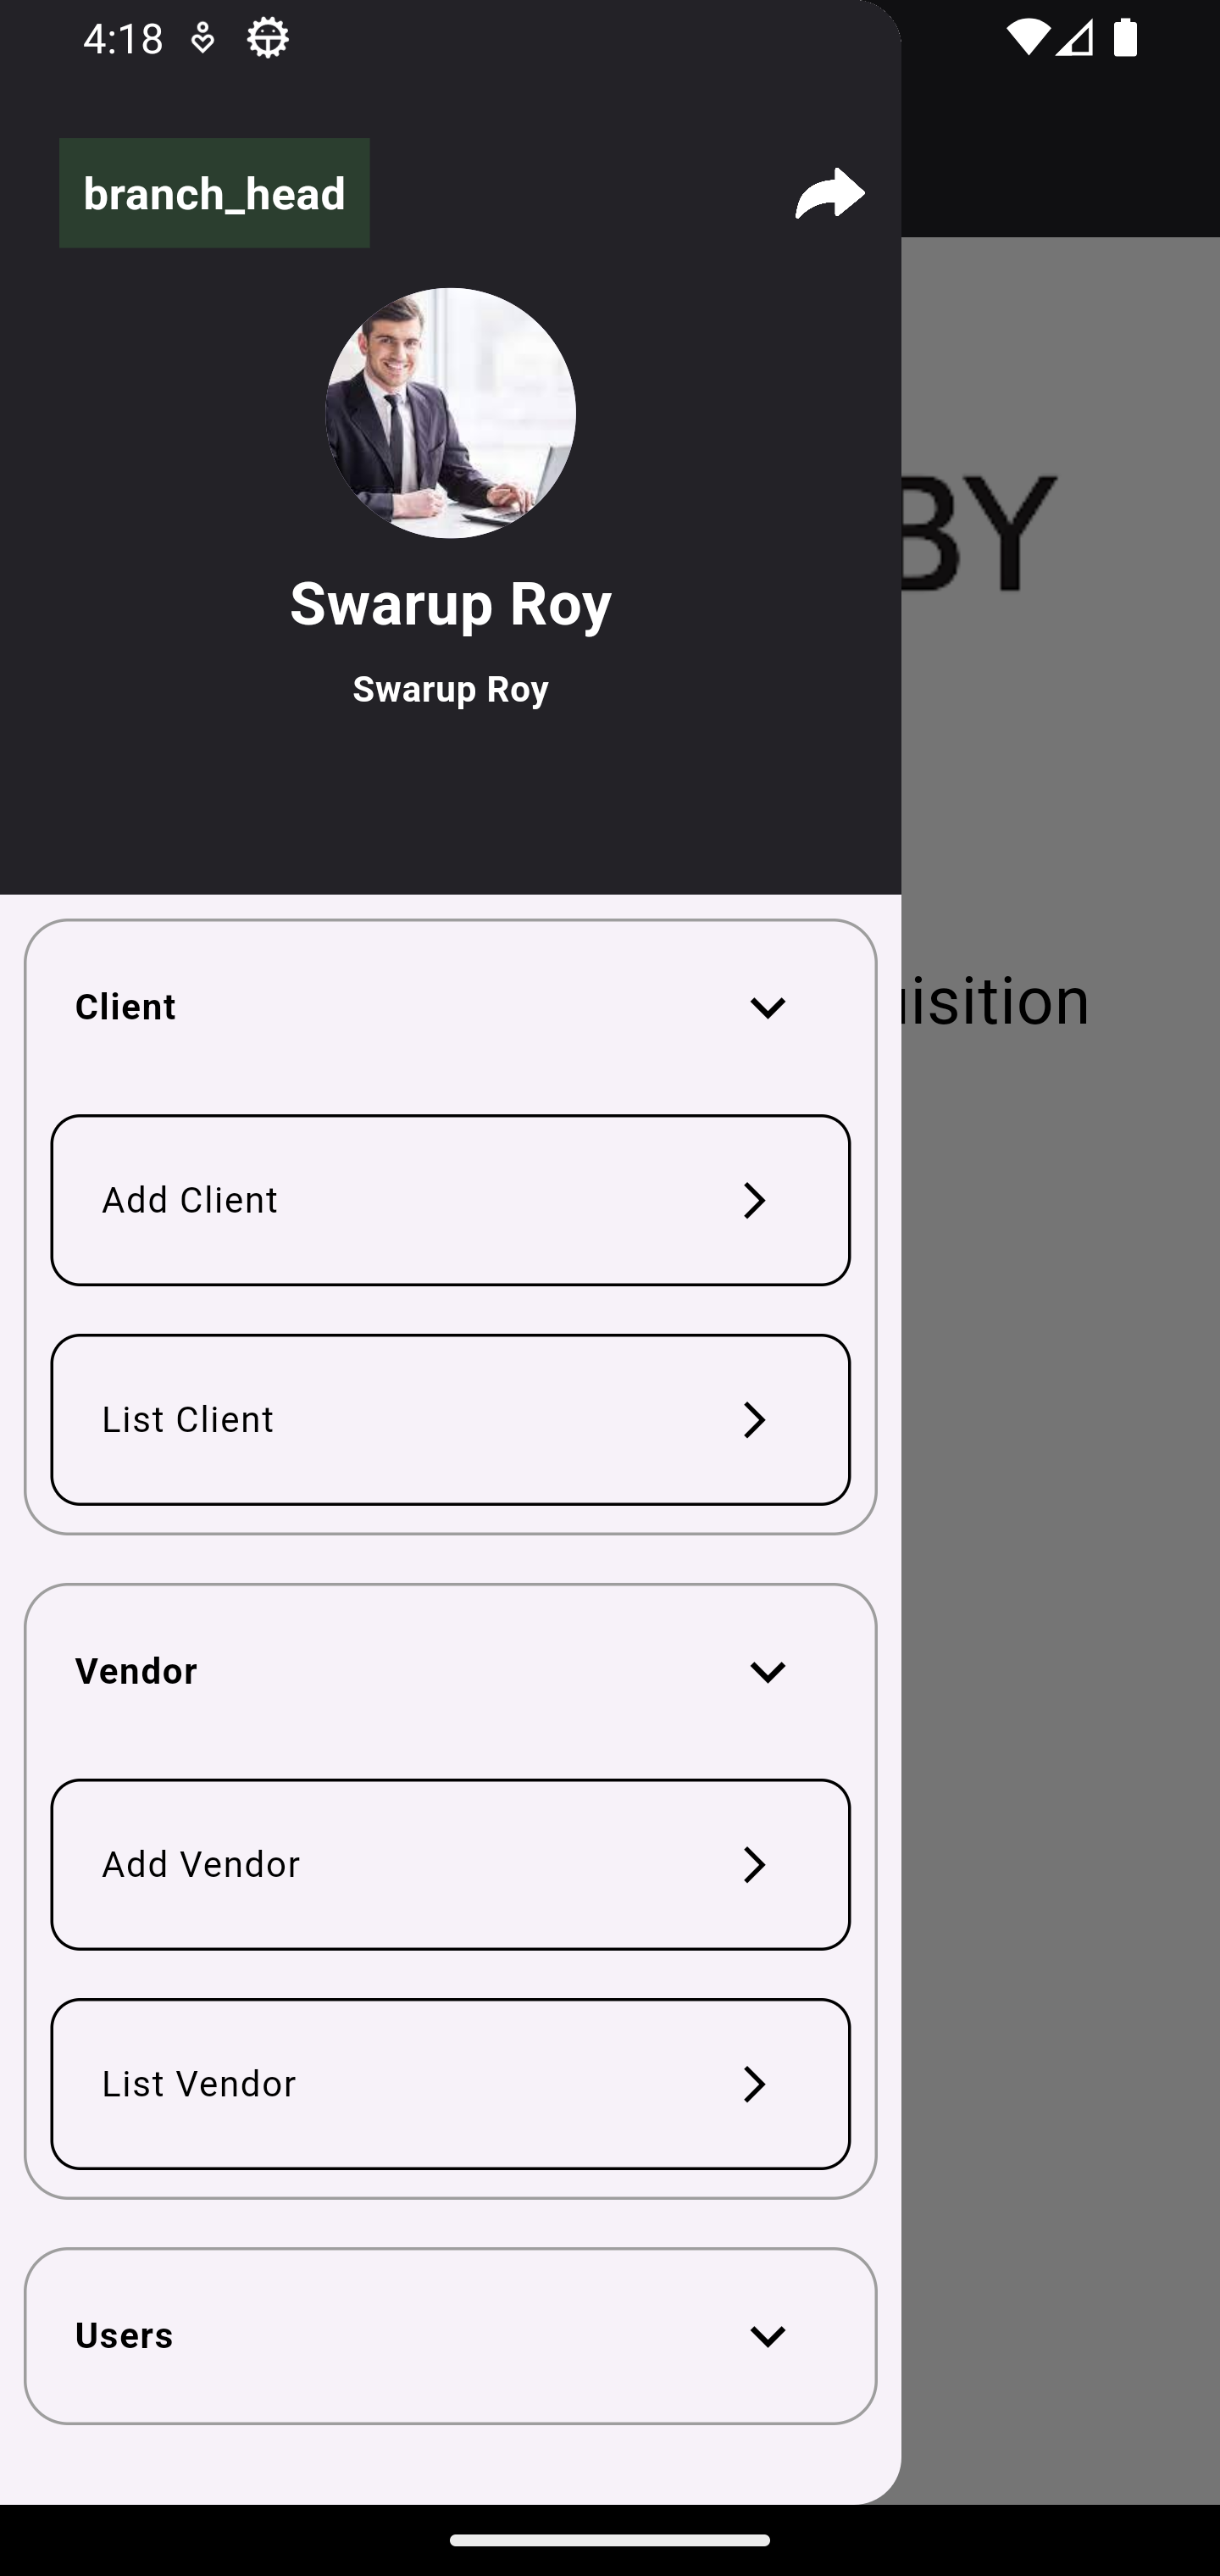 4:18
branch_head
BY
Swarup Roy
Swarup Roy
Client
Add Client
List Client
Vendor
Add Vendor
List Vendor
Users